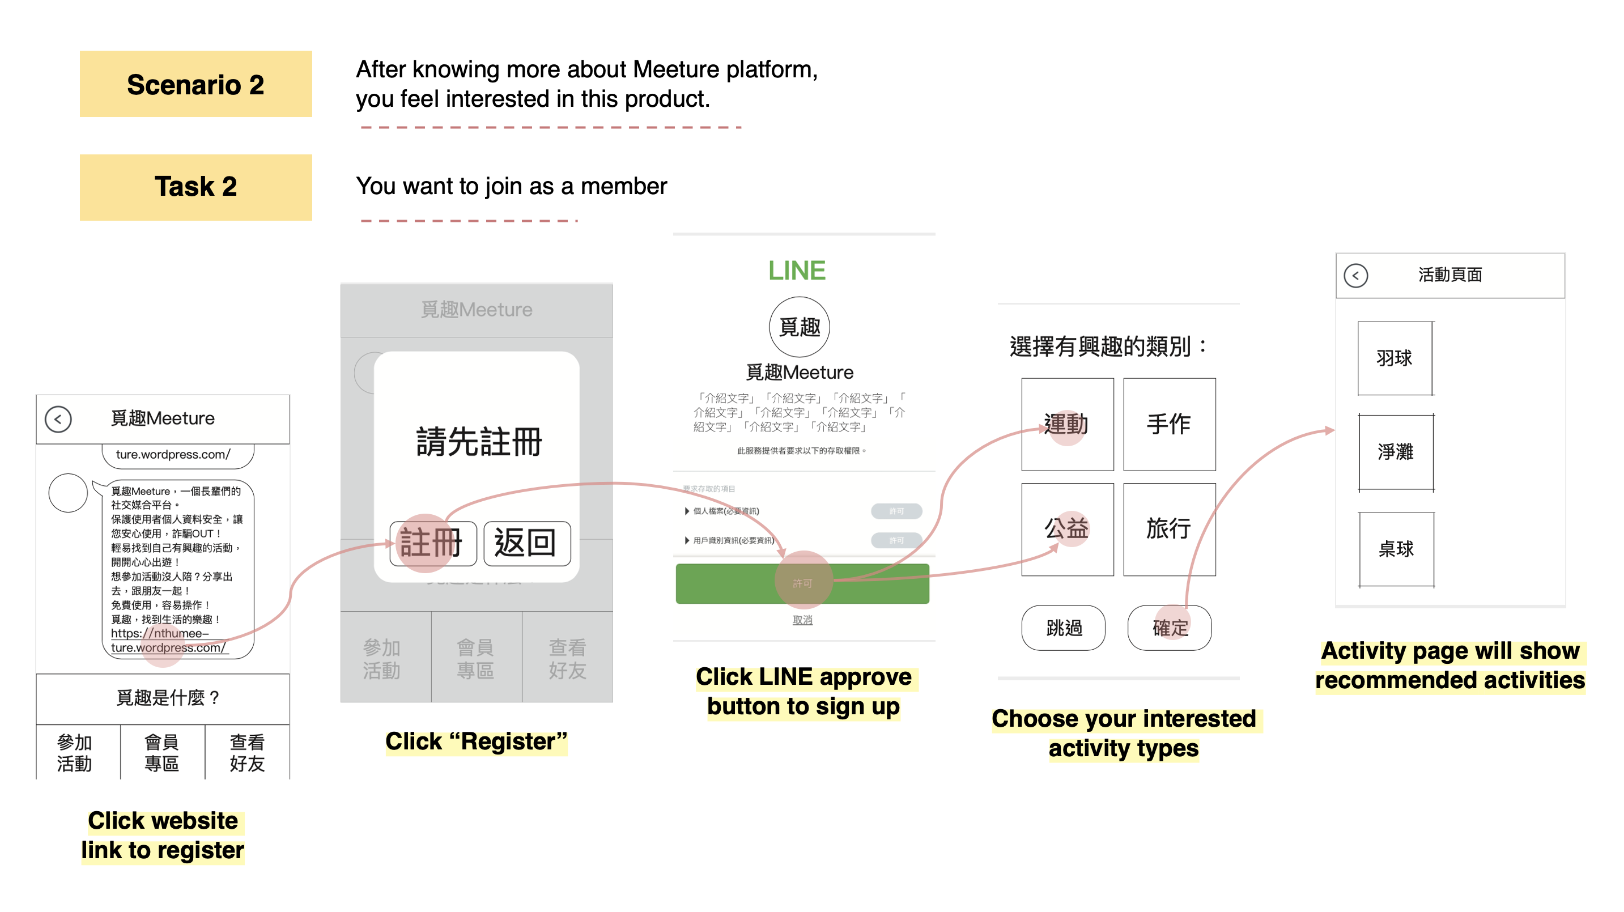 Scenario 2
After knowing more about Meeture platform,
you feel interested in this product.
Task 2
You want to join as a member
覓趣Meeture
ture.wordpress.com/
覓趣Meeture，一個長輩們的
社交媒合平台。
保護使用者個人資料安全，讓
您安心使用，詐騙OUT！
輕易找到自己有興趣的活動，
開開心心出遊！
想參加活動沒人陪？分享出
去，跟朋友一起！
免費使用，容易操作！
覓趣，找到生活的樂趣！
https://nthumee-
ture.wordpress.com/
覓趣是什麼？
參加
活動
會員
專區
查看
好友
Click website
link to register
覓趣Meeture
請先註冊
註冊
返回
覓趣是什麼？
參加
活動
會員
專區
查看
好友
Click “Register”
LINE
覓趣
覓趣Meeture
「介紹文字」「介紹文字」「介紹文字」「
介紹文字」「介紹文字」「介紹文字」「介
紹文字」「介紹文字」「介紹文字」
此服務提供者要求以下的存取權限。
要求存取的項目
個人檔案(必要資訊)
許可
用戶識別資訊(必要資訊)
許可
許可
取消
Click LINE approve
button to sign up
選擇有興趣的類別：
運動
手作
公益
旅行
跳過
確定
Choose your interested
activity types
活動頁面
羽球
淨灘
桌球
Activity page will show
recommended activities